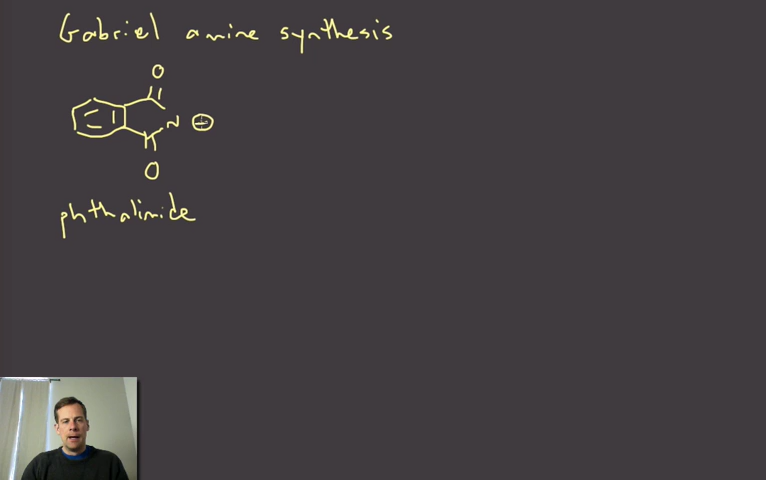 Gabriel amine synthesis
O
N ⊕
O
phthalimide